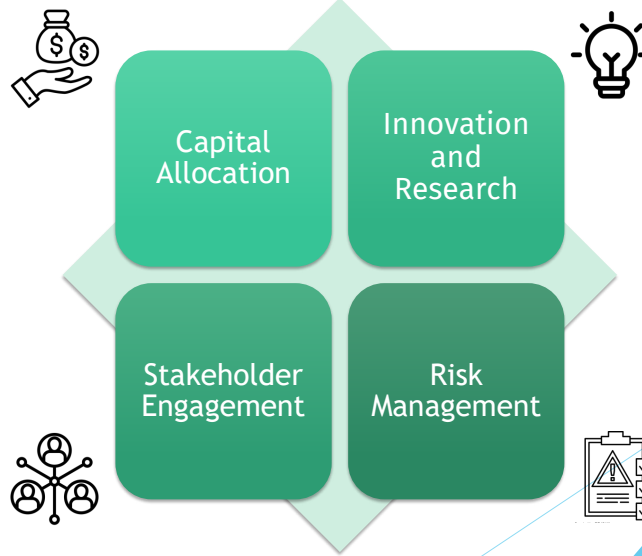 $
$
Capital
Allocation
Innovation
and
Research
Stakeholder
Engagement
Risk
Management
!